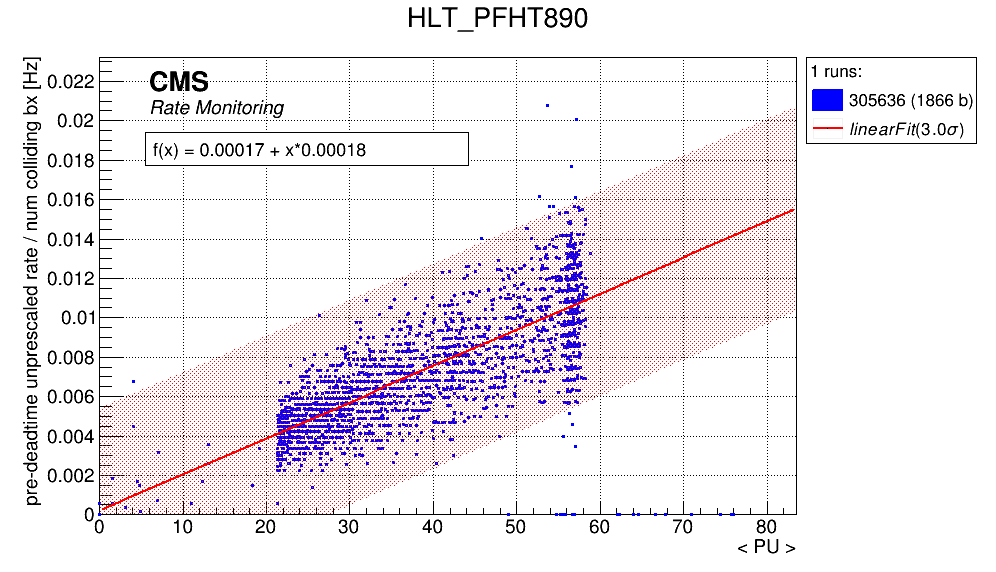 HLT_PFHT890
pre-deadtime unprescaled rate / num colliding bx [Hz]
0.022
0.02
0.018
0.016
0.014
0.012
0.01
0.008
0.006
0.004
0.002
0
CMS
Rate Monitoring
f(x) = 0.00017 + x*0.00018
0 10 20 30 40 50 60 70 80
< PU >
1 runs:
305636 (1866 b)
linearFit(3.0σ)